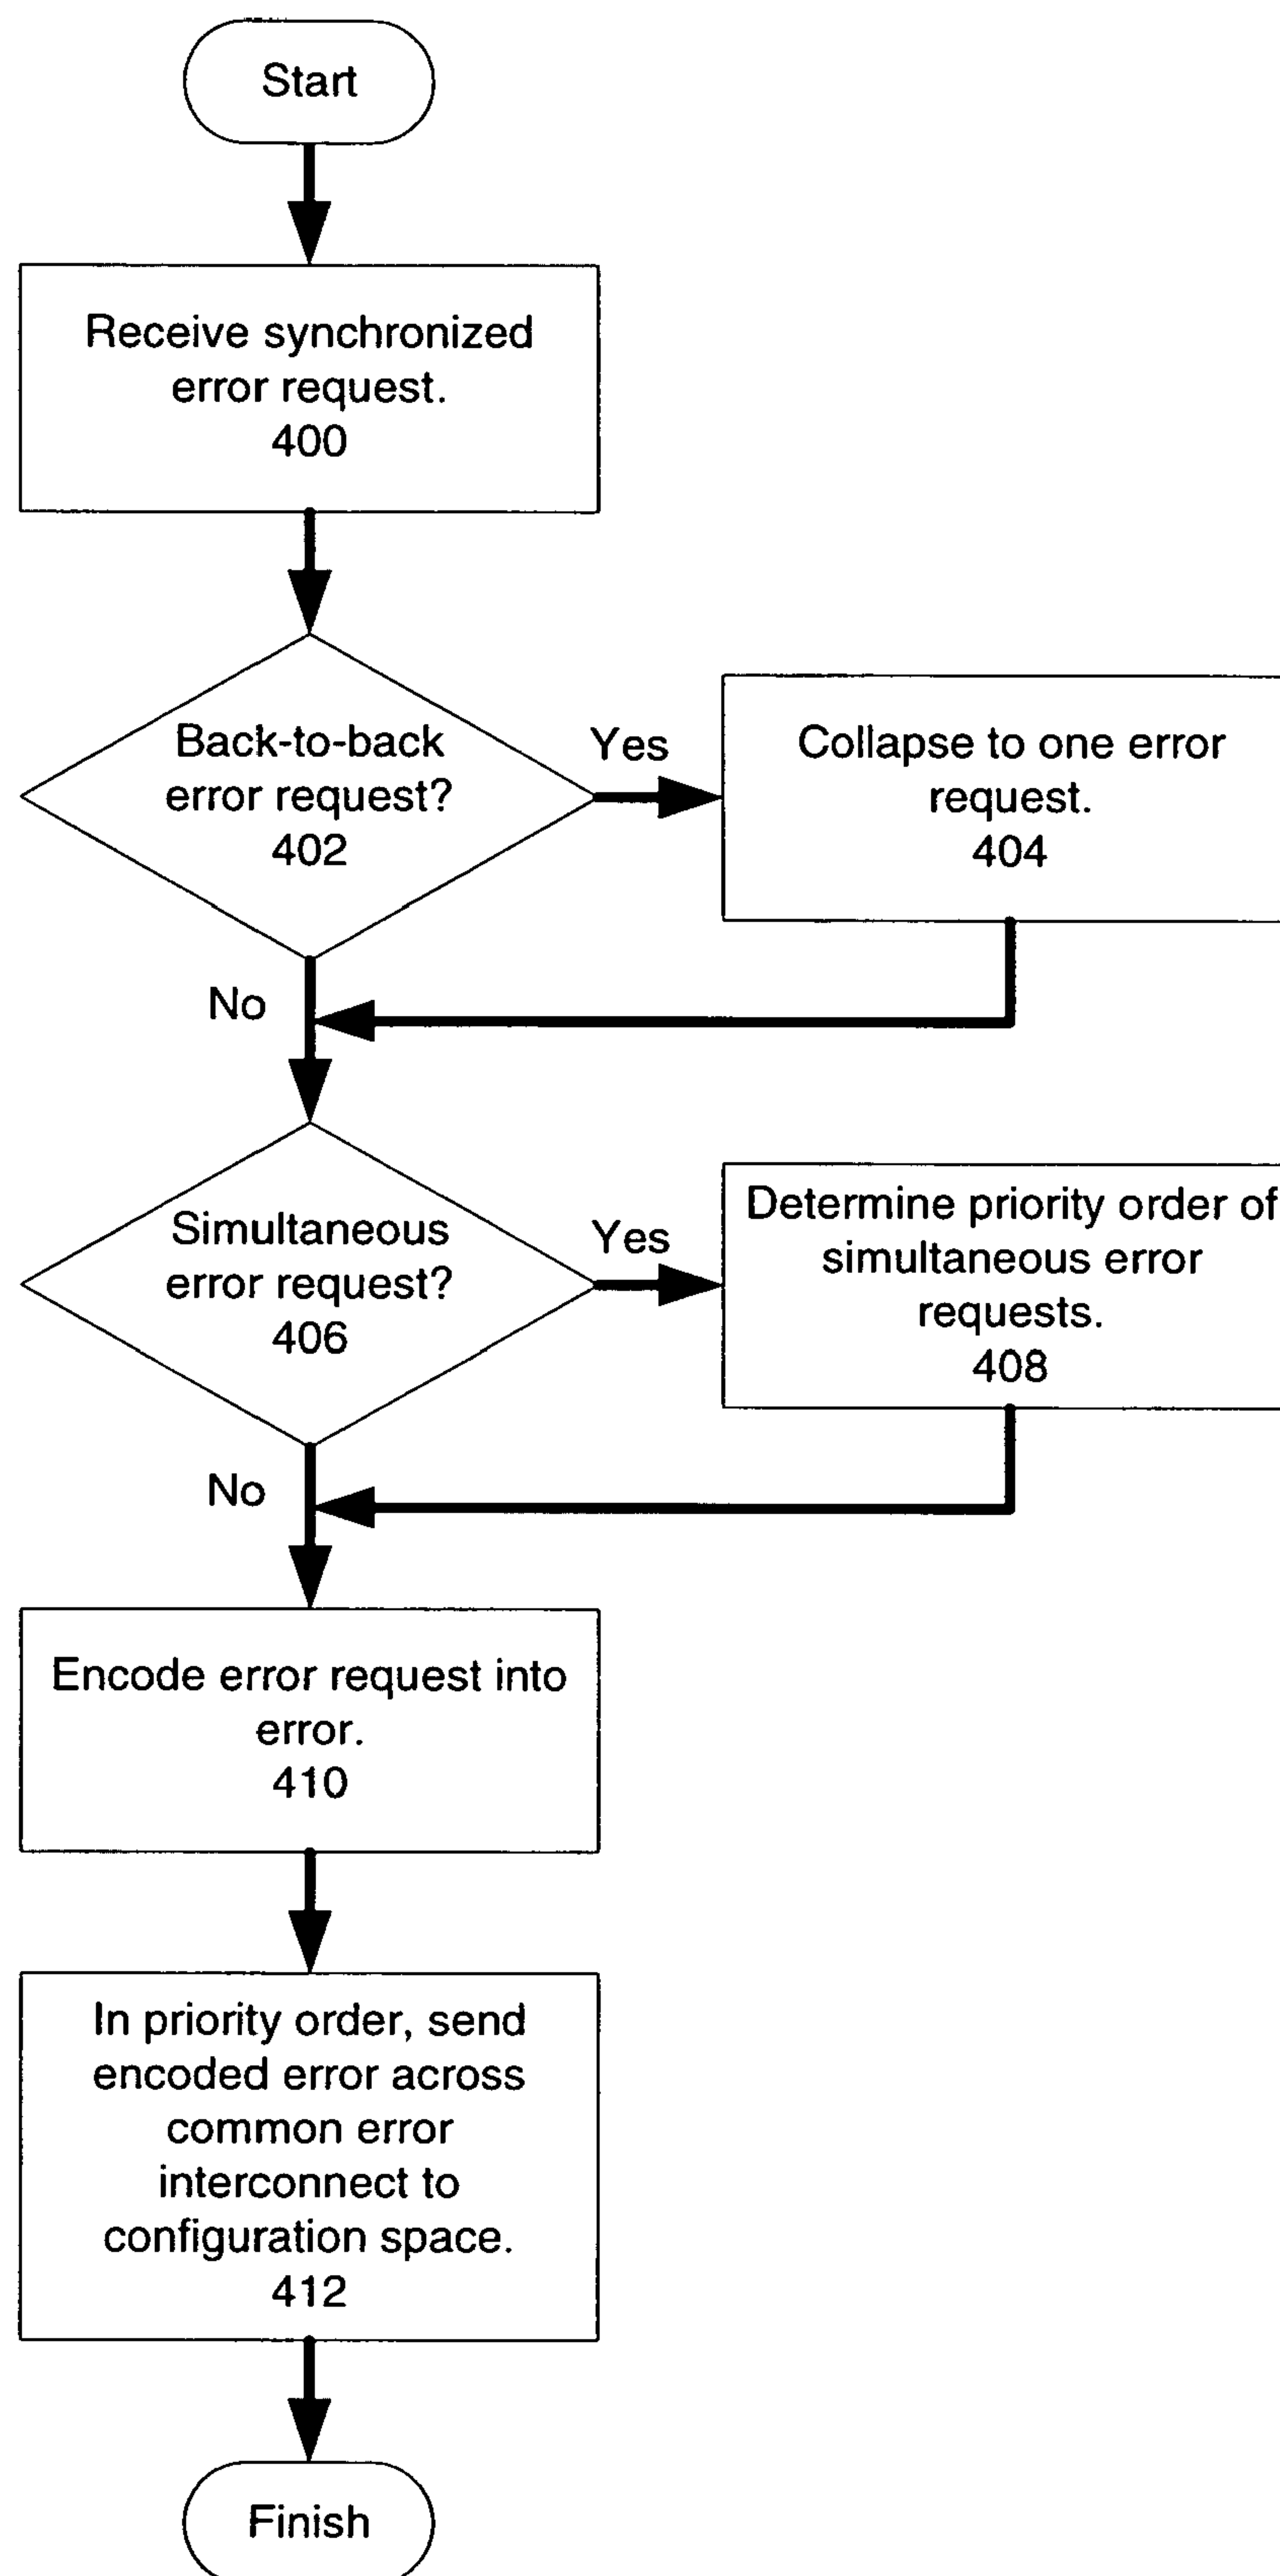 Start
Receive synchronized
error request.
400
Back-to-back
error request?
402
Yes
Collapse to one error
request.
404
No
Simultaneous
error request?
406
Yes
Determine priority order of
simultaneous error
requests.
408
No
Encode error request into
error.
410
In priority order, send
encoded error across
common error
interconnect to
configuration space.
412
Finish